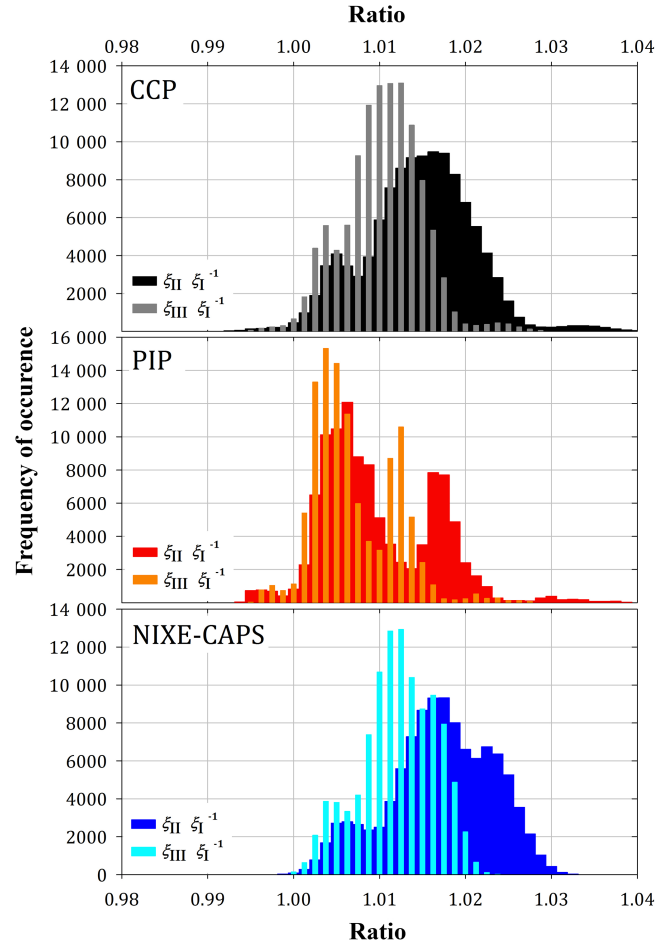 Ratio
0.98 0.99 1.00 1.01 1.02 1.03 1.04
Frequency of occurence
14 000
12 000
10 000
8000
6000
4000
2000
CCP
ξII ξI-1
ξIII ξI-1
16 000
14 000
12 000
10 000
8000
6000
4000
2000
PIP
ξII ξI-1
ξIII ξI-1
14 000
12 000
10 000
8000
6000
4000
2000
0
NIXE-CAPS
ξII ξI-1
ξIII ξI-1
0.98 0.99 1.00 1.01 1.02 1.03 1.04
Ratio